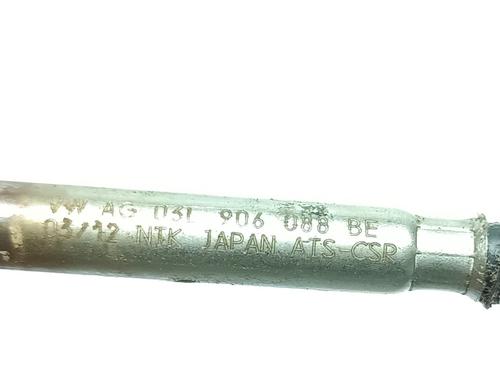 VW AG 03L 906 088 BE
03/12 NTK JAPAN ATS-CSR